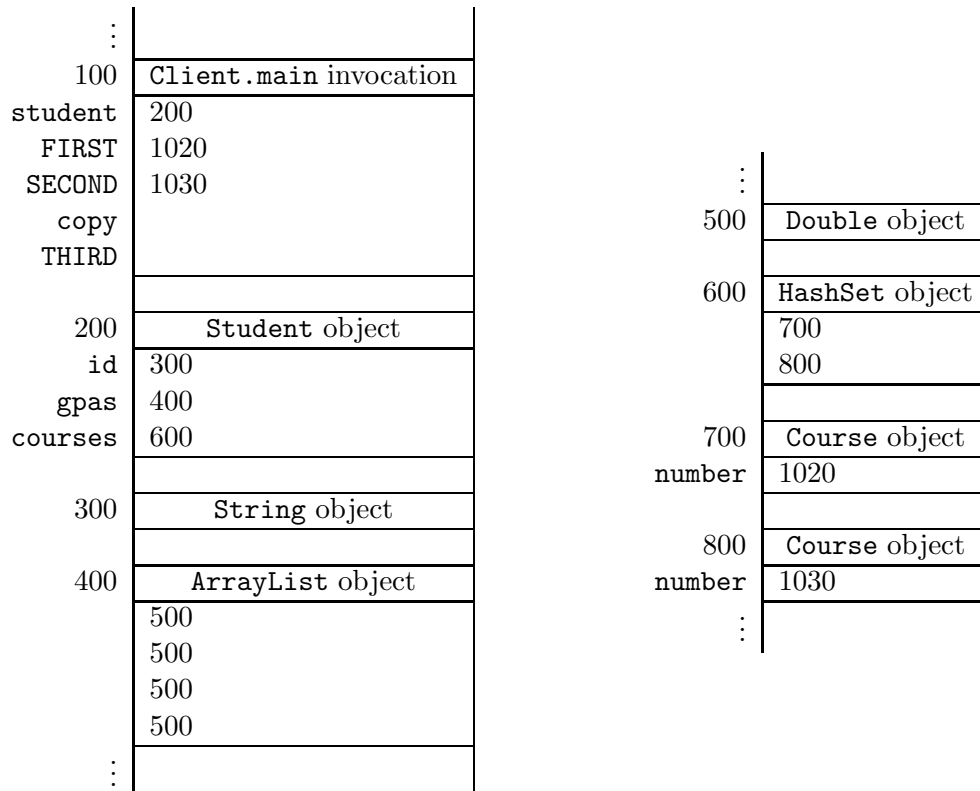 ⋮
100 Client.main invocation
student 200
FIRST 1020
SECOND 1030
copy
THIRD
200 Student object
id 300
gpas 400
courses 600
300 String object
400 ArrayList object
500
500
500
500
⋮
⋮
500 Double object
600 HashSet object
700
800
700 Course object
number 1020
800 Course object
number 1030
⋮